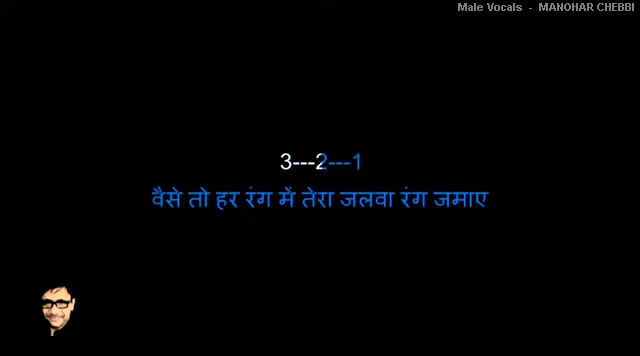 Male Vocals - MANOHAR CHEBBI
3---2---1
वैसे तो हर रंग में तेरा जलवा रंग जमाए